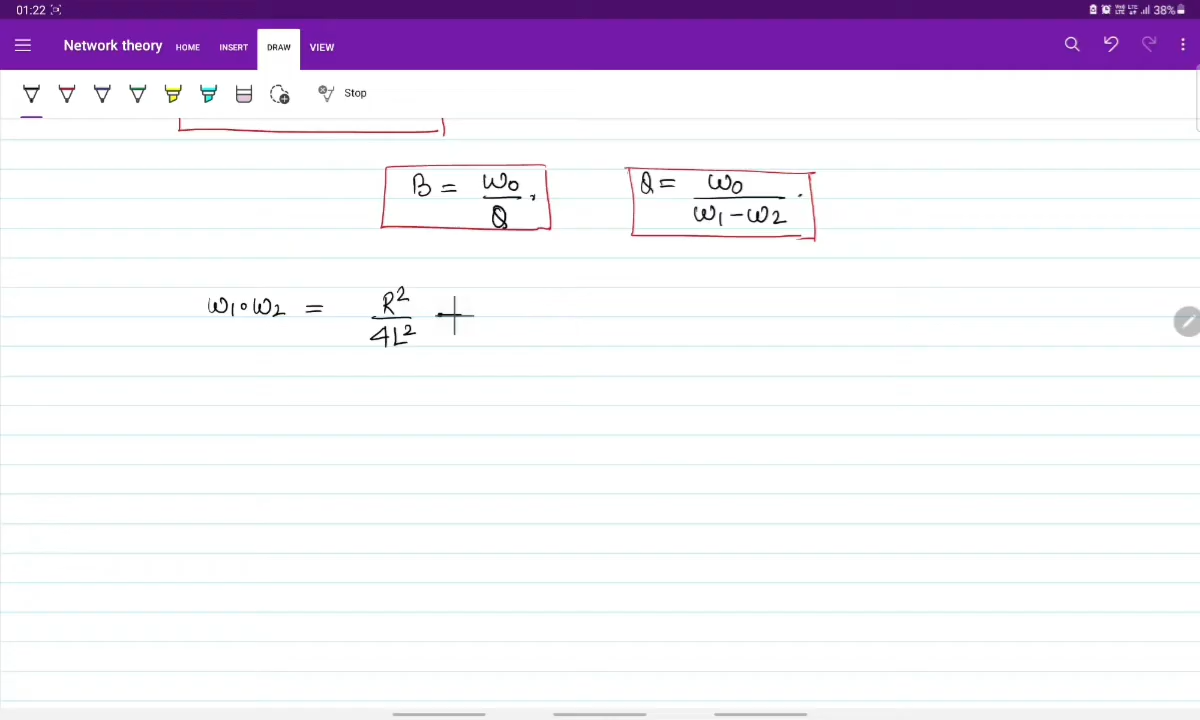 01:22 38%
Network theory HOME INSERT DRAW VIEW
Stop
B = ω₀/Q , Q = ω₀/(ω₁-ω₂) .
ω₁∘ω₂ = R²/4L²